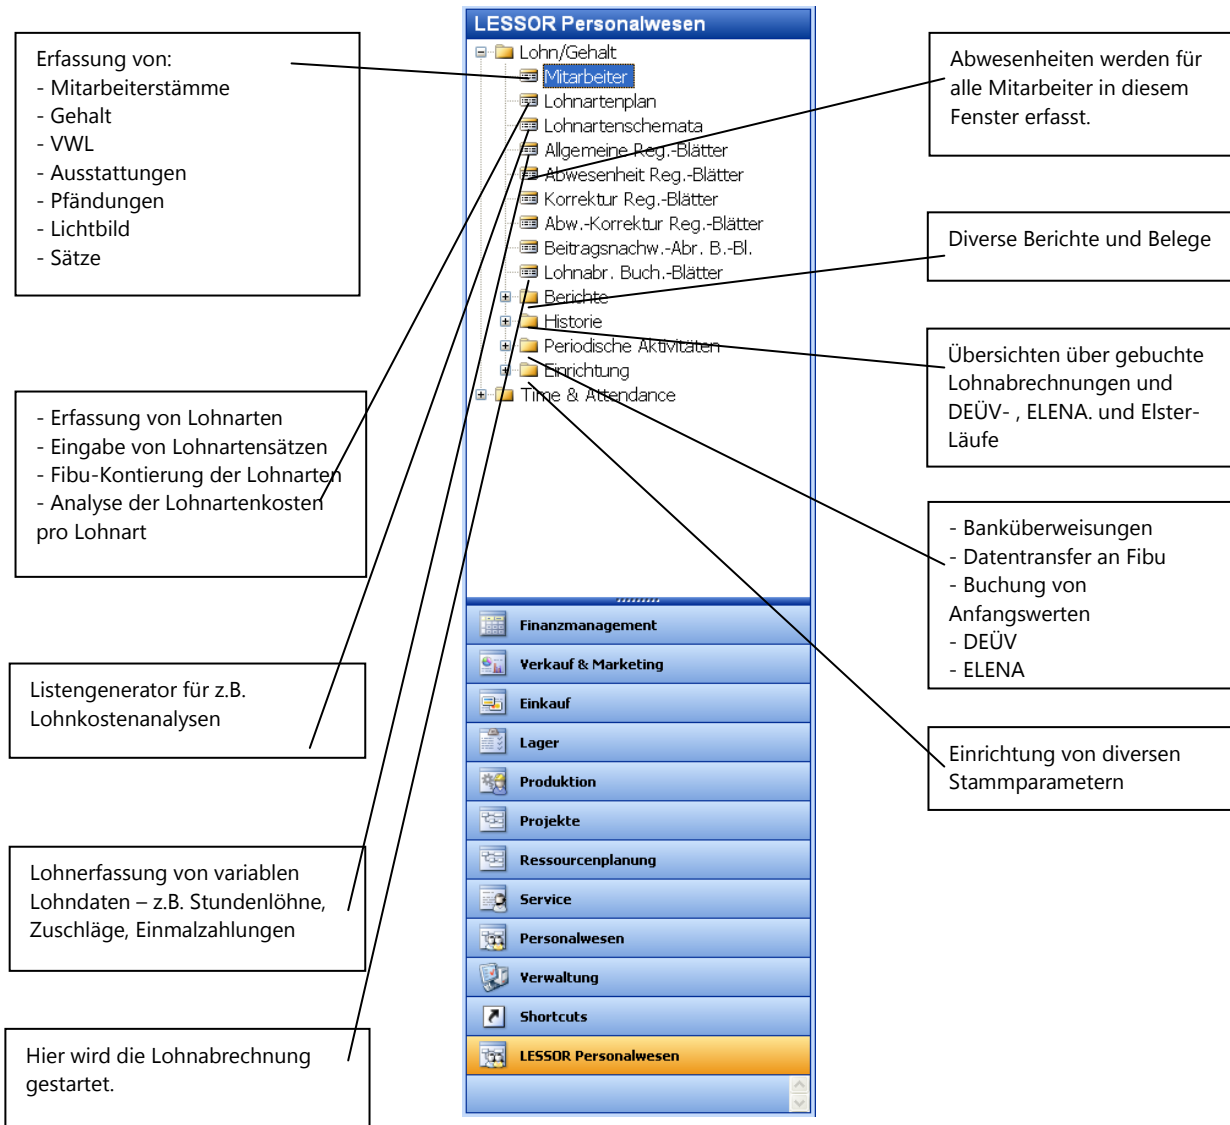 LESSOR Personalwesen
Lohn/Gehalt
Mitarbeiter
Lohnartenplan
Lohnartenschemata
Allgemeine Reg.-Blätter
Abwesenheit Reg.-Blätter
Korrektur Reg.-Blätter
Abw.-Korrektur Reg.-Blätter
Beitragsnachw.-Abr. B.-Bl.
Lohnabr. Buch.-Blätter
Berichte
Historie
Periodische Aktivitäten
Einrichtung
Time & Attendance
Finanzmanagement
Verkauf & Marketing
Einkauf
Lager
Produktion
Projekte
Ressourcenplanung
Service
Personalwesen
Verwaltung
Shortcuts
LESSOR Personalwesen
Erfassung von:
- Mitarbeiterstämme
- Gehalt
- VWL
- Ausstattungen
- Pfändungen
- Lichtbild
- Sätze
- Erfassung von Lohnarten
- Eingabe von Lohnartensätzen
- Fibu-Kontierung der Lohnarten
- Analyse der Lohnartenkosten
pro Lohnart
Listengenerator für z.B.
Lohnkostenanalysen
Lohnerfassung von variablen
Lohndaten – z.B. Stundenlöhne,
Zuschläge, Einmalzahlungen
Hier wird die Lohnabrechnung
gestartet.
Abwesenheiten werden für
alle Mitarbeiter in diesem
Fenster erfasst.
Diverse Berichte und Belege
Übersichten über gebuchte
Lohnabrechnungen und
DEÜV- , ELENA. und Elster-
Läufe
- Banküberweisungen
- Datentransfer an Fibu
- Buchung von
Anfangswerten
- DEÜV
- ELENA
Einrichtung von diversen
Stammparametern